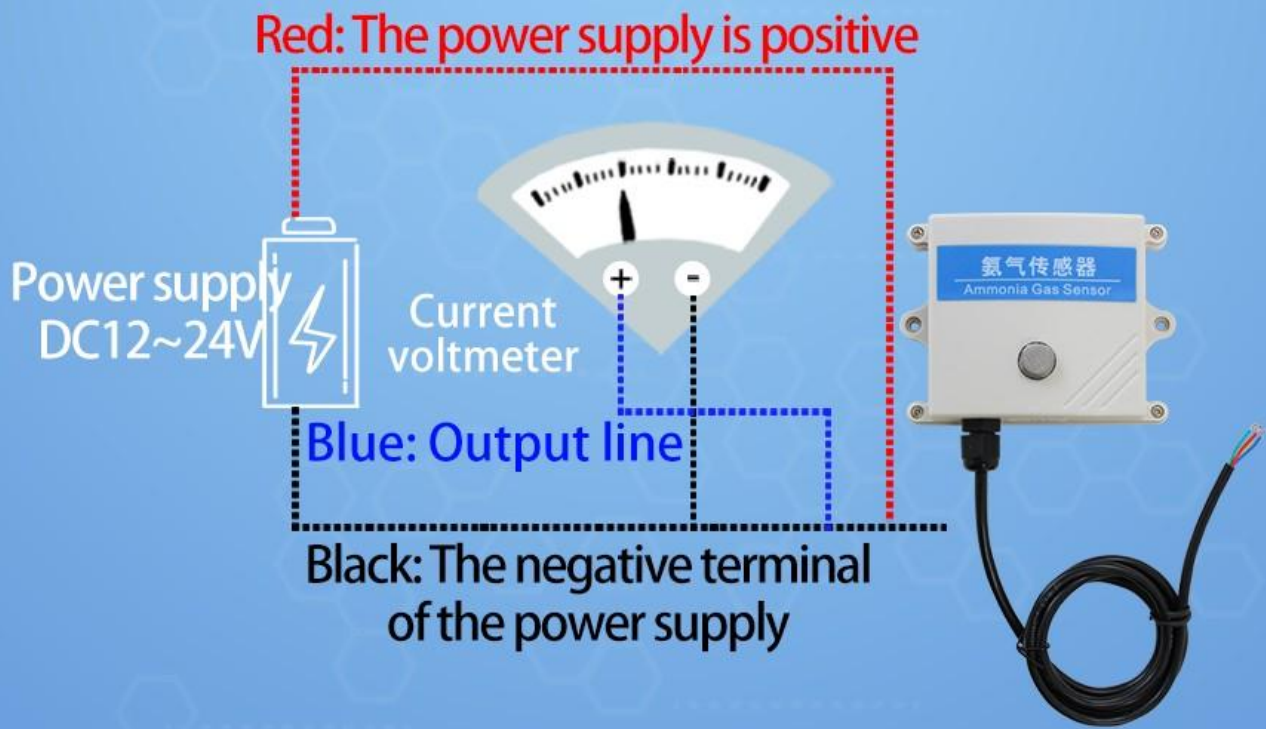 Red: The power supply is positive
Power supply
DC12~24V
+ -
Current
voltmeter
氨气传感器
Ammonia Gas Sensor
Blue: Output line
Black: The negative terminal
of the power supply